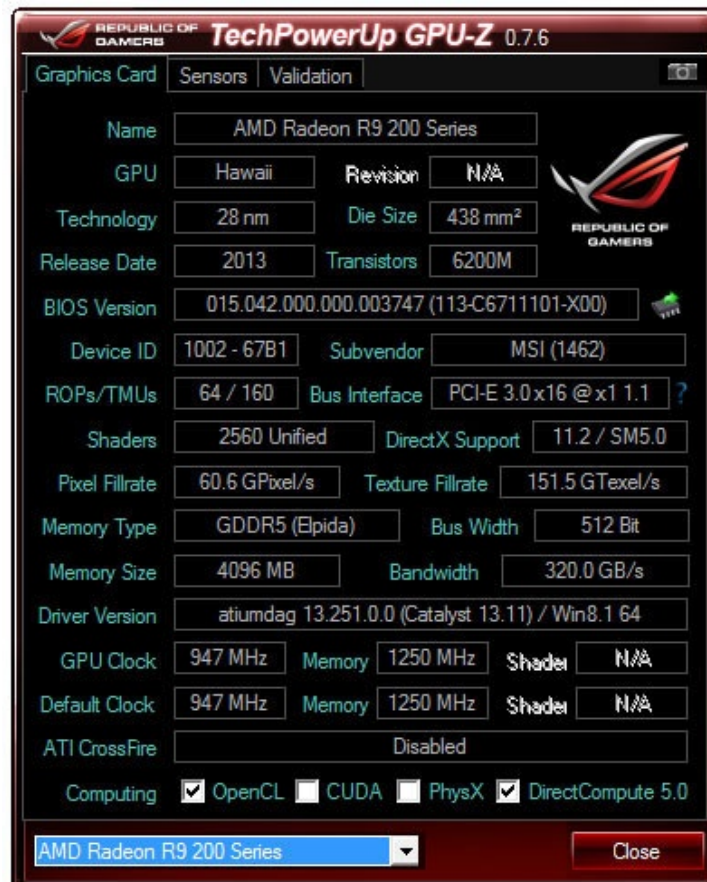 REPUBLIC OF GAMERS TechPowerUp GPU-Z 0.7.6
Graphics Card Sensors Validation
Name AMD Radeon R9 200 Series
GPU Hawaii Revision N/A
Technology 28 nm Die Size 438 mm²
REPUBLIC OF GAMERS
Release Date 2013 Transistors 6200M
BIOS Version 015.042.000.000.003747 (113-C6711101-X00)
Device ID 1002 - 67B1 Subvendor MSI (1462)
ROPs/TMUs 64 / 160 Bus Interface PCI-E 3.0 x16 @ x1 1.1 ?
Shaders 2560 Unified DirectX Support 11.2 / SM5.0
Pixel Fillrate 60.6 GPixel/s Texture Fillrate 151.5 GTexel/s
Memory Type GDDR5 (Elpida) Bus Width 512 Bit
Memory Size 4096 MB Bandwidth 320.0 GB/s
Driver Version atiumdag 13.251.0.0 (Catalyst 13.11) / Win8.1 64
GPU Clock 947 MHz Memory 1250 MHz Shader N/A
Default Clock 947 MHz Memory 1250 MHz Shader N/A
ATI CrossFire Disabled
Computing OpenCL CUDA PhysX DirectCompute 5.0
AMD Radeon R9 200 Series Close